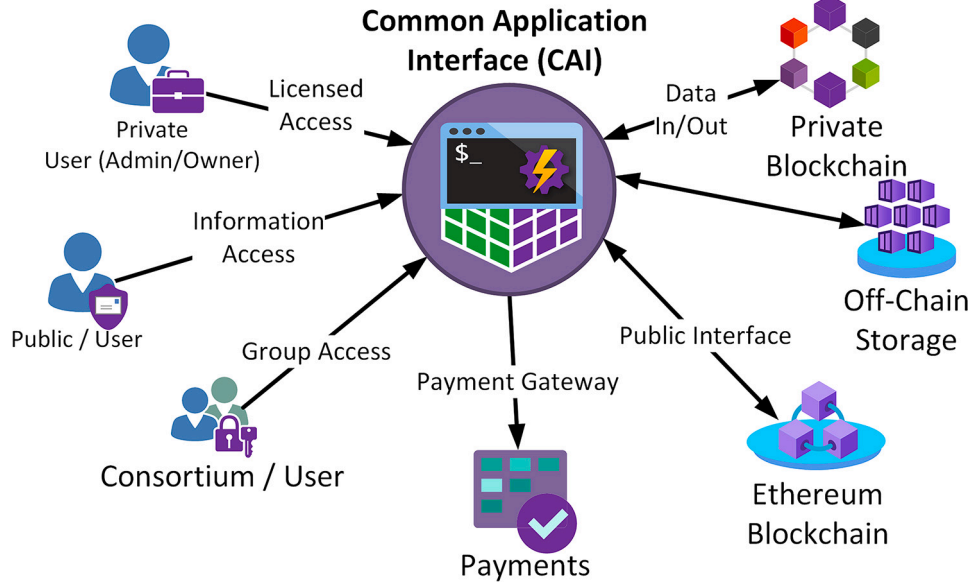 Common Application
Interface (CAI)
Licensed
Access
Private
User (Admin/Owner)
Information
Access
Public / User
Group Access
Consortium / User
$_
Payment Gateway
Payments
Data
In/Out
Private
Blockchain
Off-Chain
Storage
Public Interface
Ethereum
Blockchain